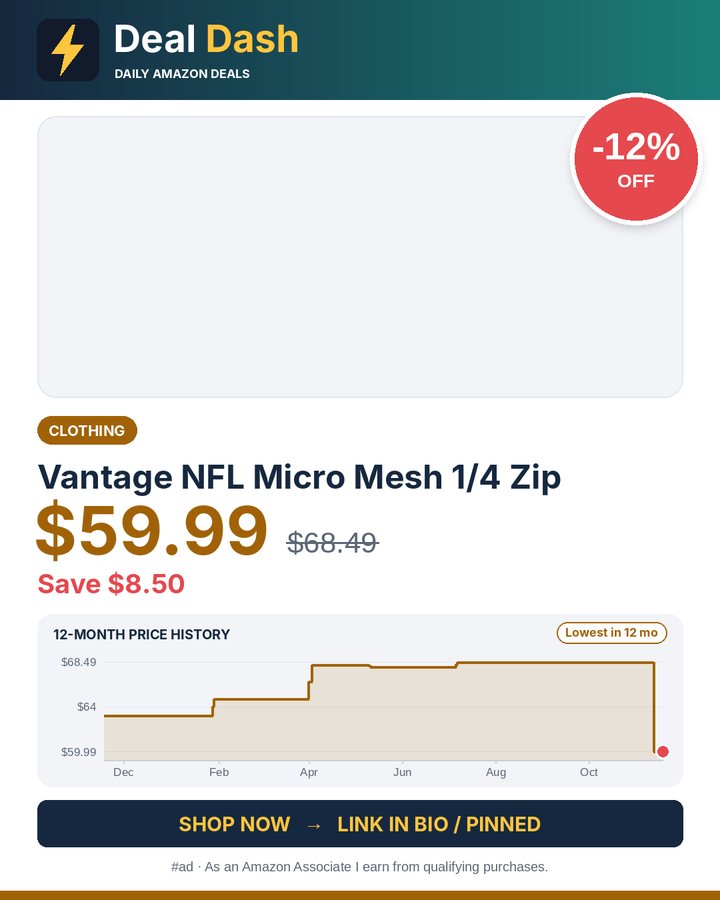 Deal Dash
DAILY AMAZON DEALS
-12%
OFF
CLOTHING
Vantage NFL Micro Mesh 1/4 Zip
$59.99 $68.49
Save $8.50
12-MONTH PRICE HISTORY
Lowest in 12 mo
$68.49
$64
$59.99
Dec Feb Apr Jun Aug Oct
SHOP NOW → LINK IN BIO / PINNED
#ad · As an Amazon Associate I earn from qualifying purchases.